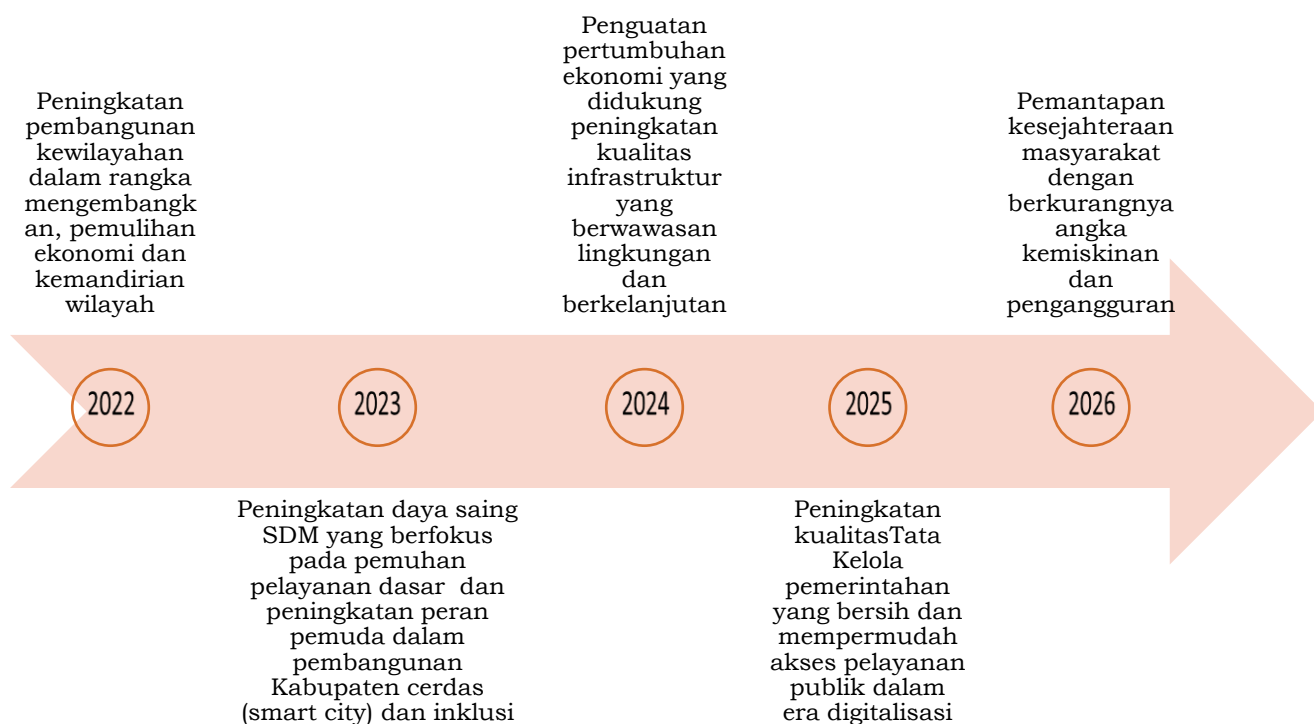 Peningkatan
pembangunan
kewilayahan
dalam rangka
mengembangk
an, pemulihan
ekonomi dan
kemandirian
wilayah
Penguatan
pertumbuhan
ekonomi yang
didukung
peningkatan
kualitas
infrastruktur
yang
berwawasan
lingkungan
dan
berkelanjutan
Pemantapan
kesejahteraan
masyarakat
dengan
berkurangnya
angka
kemiskinan
dan
pengangguran
2022
2023
2024
2025
2026
Peningkatan daya saing
SDM yang berfokus
pada pemuhan
pelayanan dasar  dan
peningkatan peran
pemuda dalam
pembangunan
Kabupaten cerdas
(smart city) dan inklusi
Peningkatan
kualitasTata
Kelola
pemerintahan
yang bersih dan
mempermudah
akses pelayanan
publik dalam
era digitalisasi